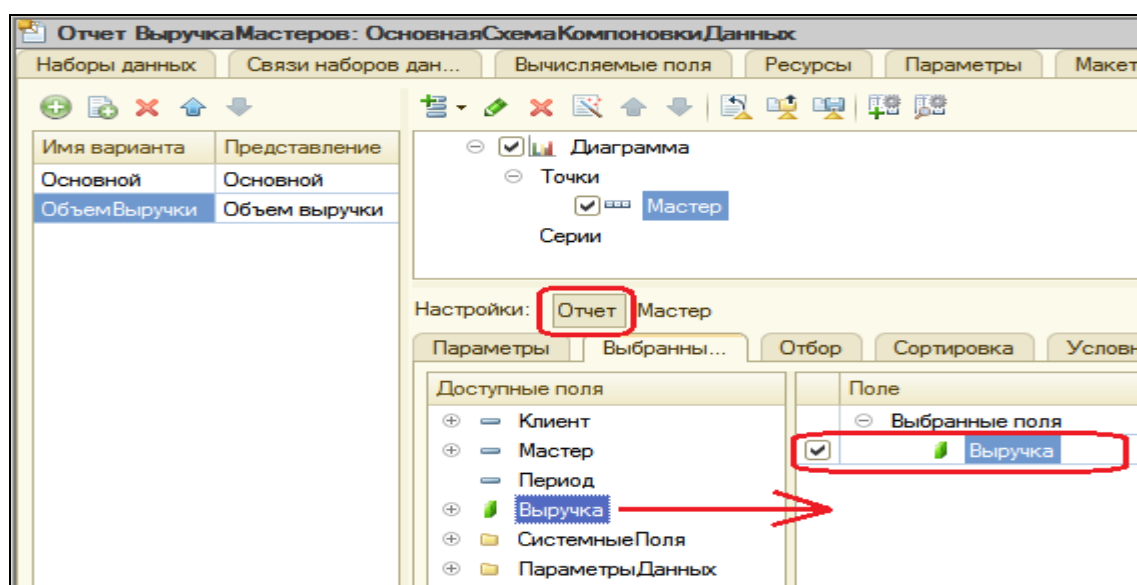 Отчет ВыручкаМастеров: ОсновнаяСхемаКомпоновкиДанных
Наборы данных Связи наборов дан... Вычисляемые поля Ресурсы Параметры Макет
Имя варианта Представление
Основной Основной
ОбъемВыручки Объем выручки
Диаграмма
Точки
Мастер
Серии
Настройки: Отчет Мастер
Параметры Выбранны... Отбор Сортировка Условн
Доступные поля Поле
Клиент Выбранные поля
Мастер Выручка
Период
Выручка
СистемныеПоля
ПараметрыДанных